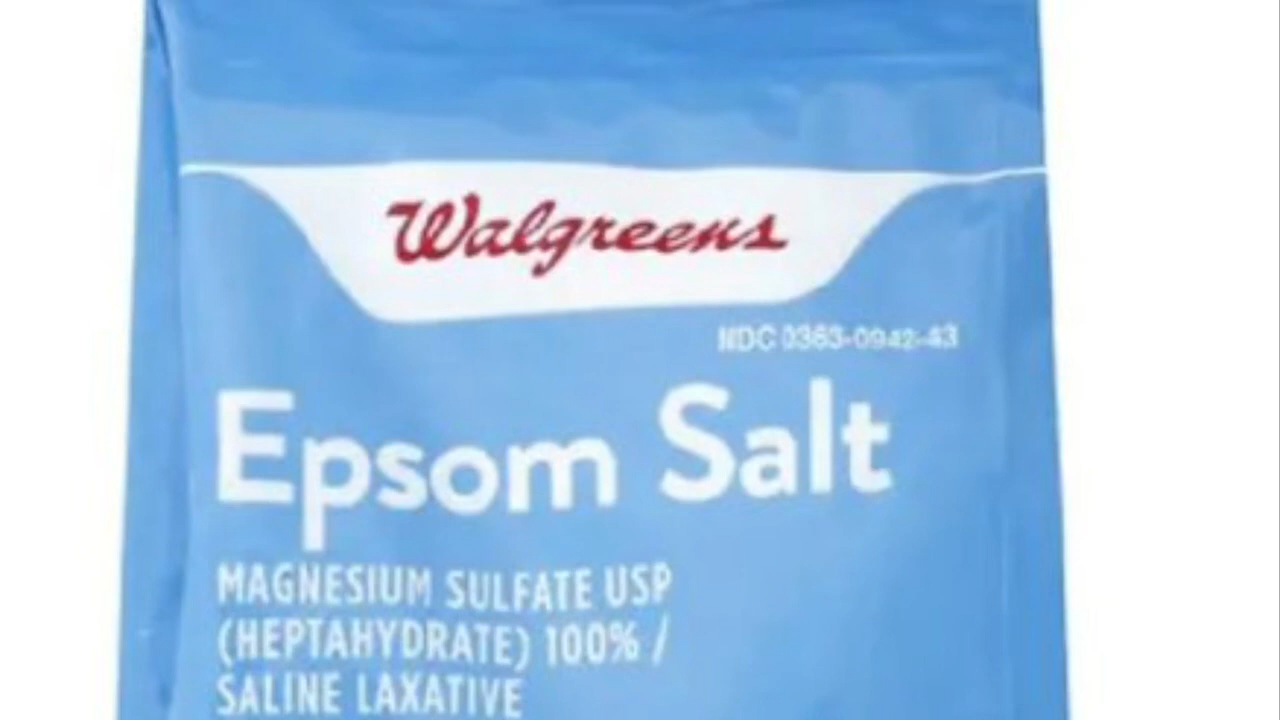 Walgreens
NDC 0363-0942-43
Epsom Salt
MAGNESIUM SULFATE USP
(HEPTAHYDRATE) 100% /
SALINE LAXATIVE